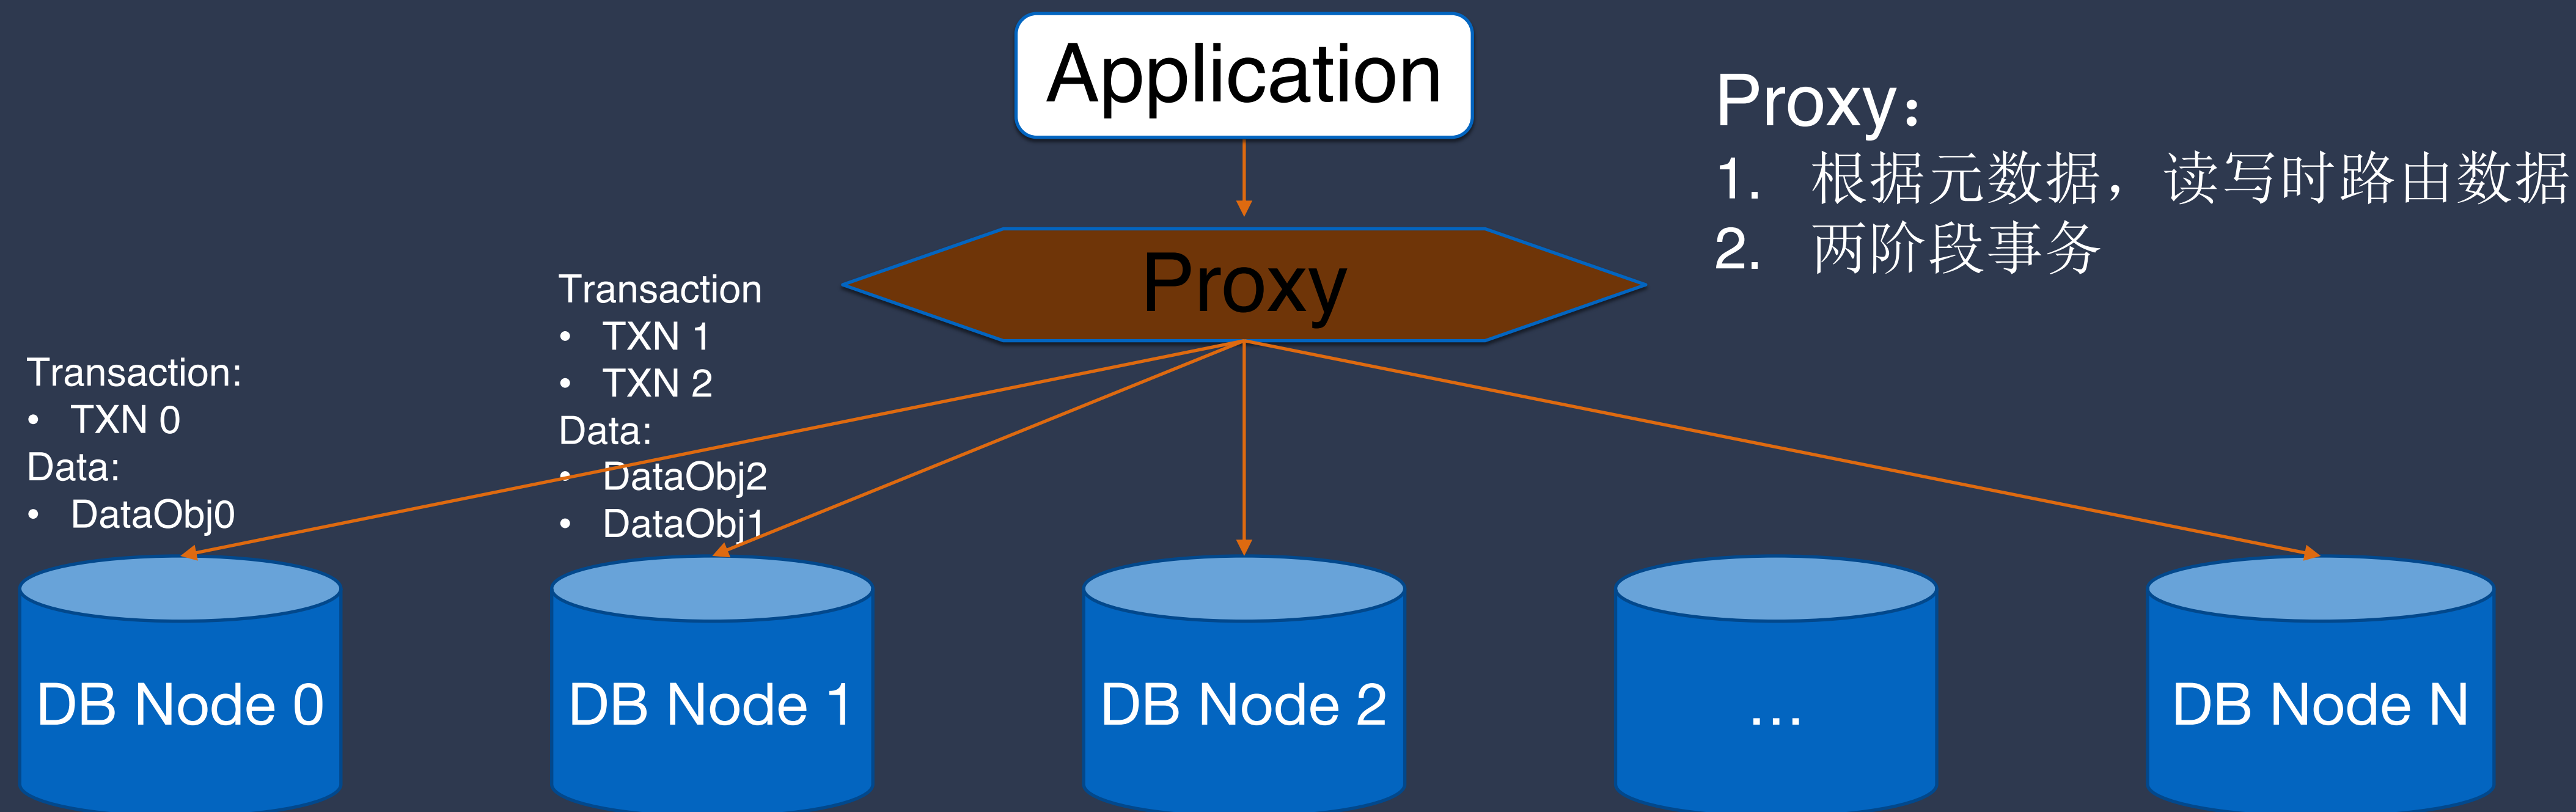 Application
Proxy：
1. 根据元数据，读写时路由数据
2. 两阶段事务
Proxy
Transaction:
• TXN 0
Data:
• DataObj0
Transaction
• TXN 1
• TXN 2
Data:
• DataObj2
• DataObj1
DB Node 0
DB Node 1
DB Node 2
...
DB Node N